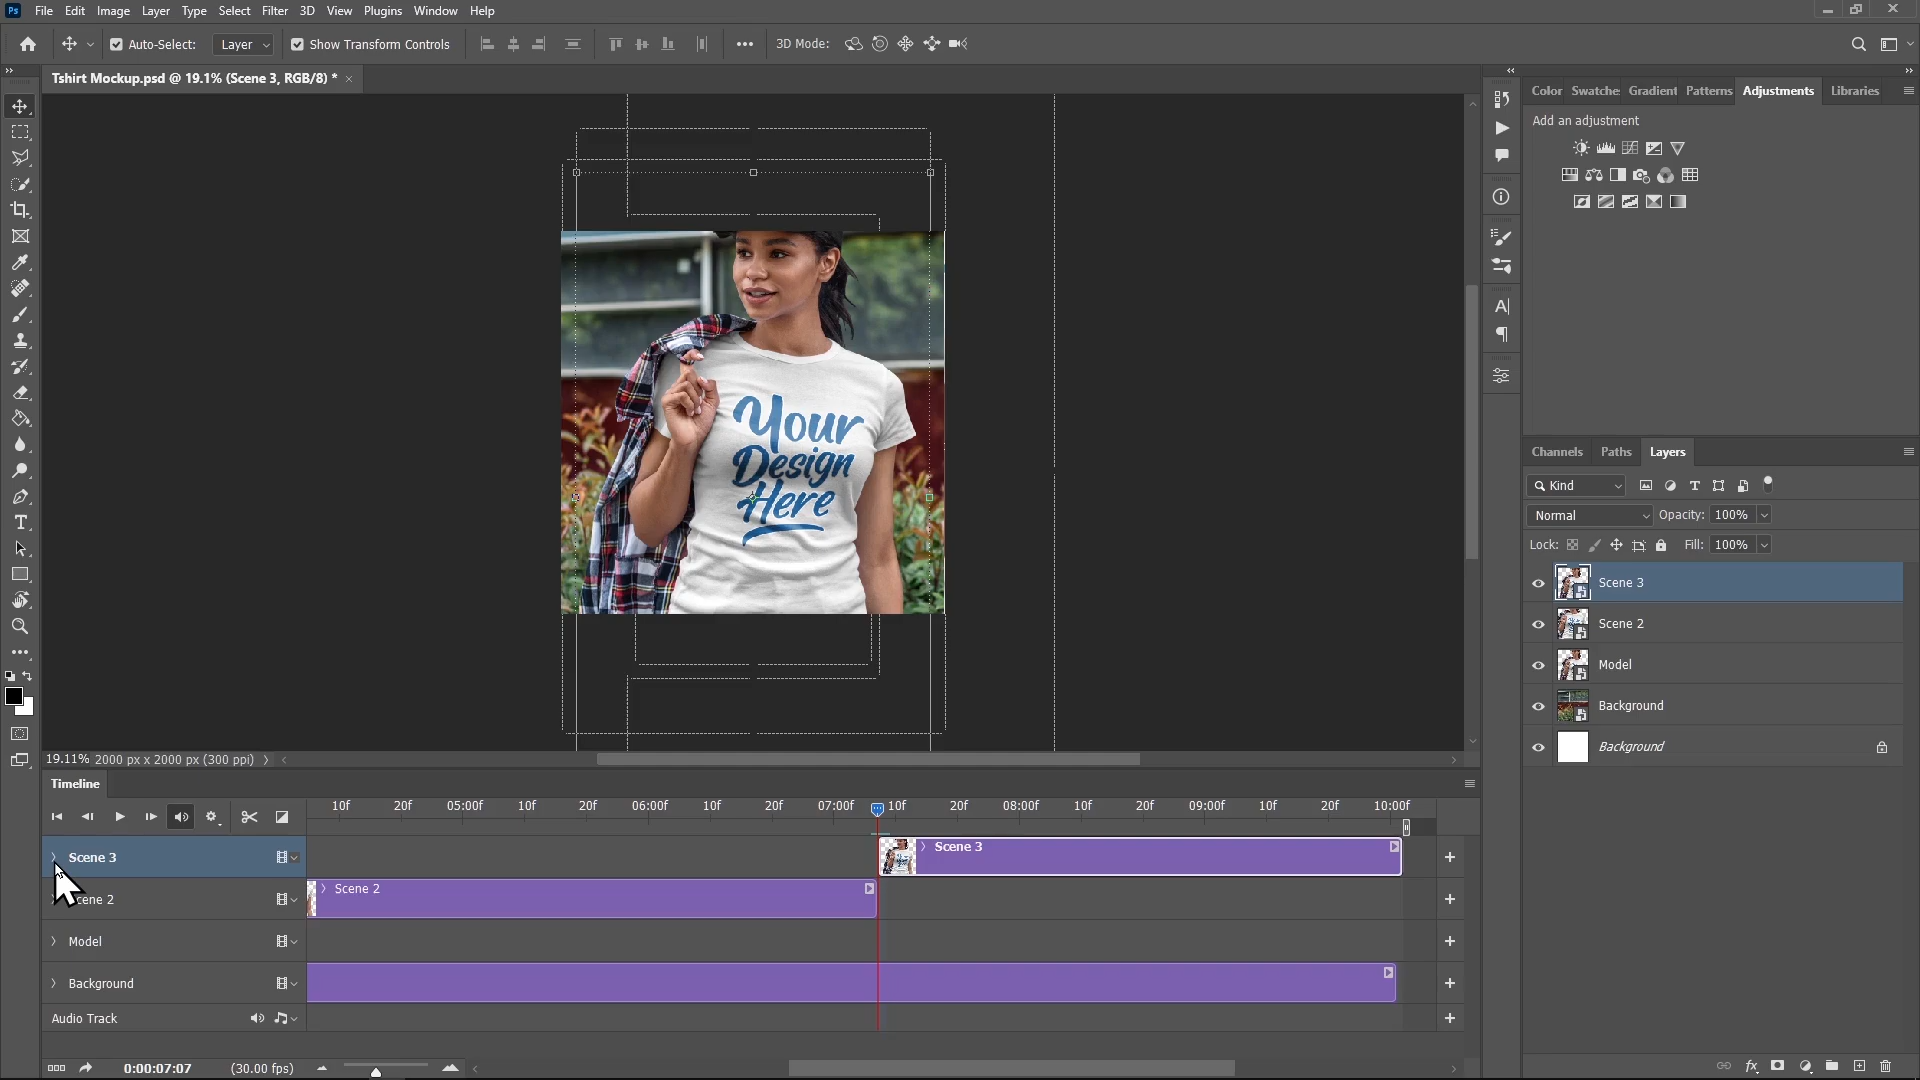 Ps File Edit Image Layer Type Select Filter 3D View Plugins Window Help
Auto-Select: Layer Show Transform Controls 3D Mode:
Tshirt Mockup.psd @ 19.1% (Scene 3, RGB/8) *
Color Swatche Gradient Patterns Adjustments Libraries
Add an adjustment
Your
Design
Here
Channels Paths Layers
Kind
Normal Opacity: 100%
Lock: Fill: 100%
Scene 3
Scene 2
Model
Background
Background
19.11% 2000 px x 2000 px (300 ppi)
Timeline
10f 20f 05:00f 10f 20f 06:00f 10f 20f 07:00f 10f 20f 08:00f 10f 20f 09:00f 10f 20f 10:00f
Scene 3 Scene 3
cene 2 Scene 2
Model
Background
Audio Track
0:00:07:07 (30.00 fps)